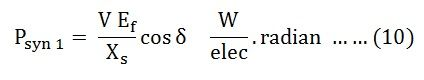 P_syn 1 = (V E_f / X_s) cos δ  W / elec . radian … … (10)